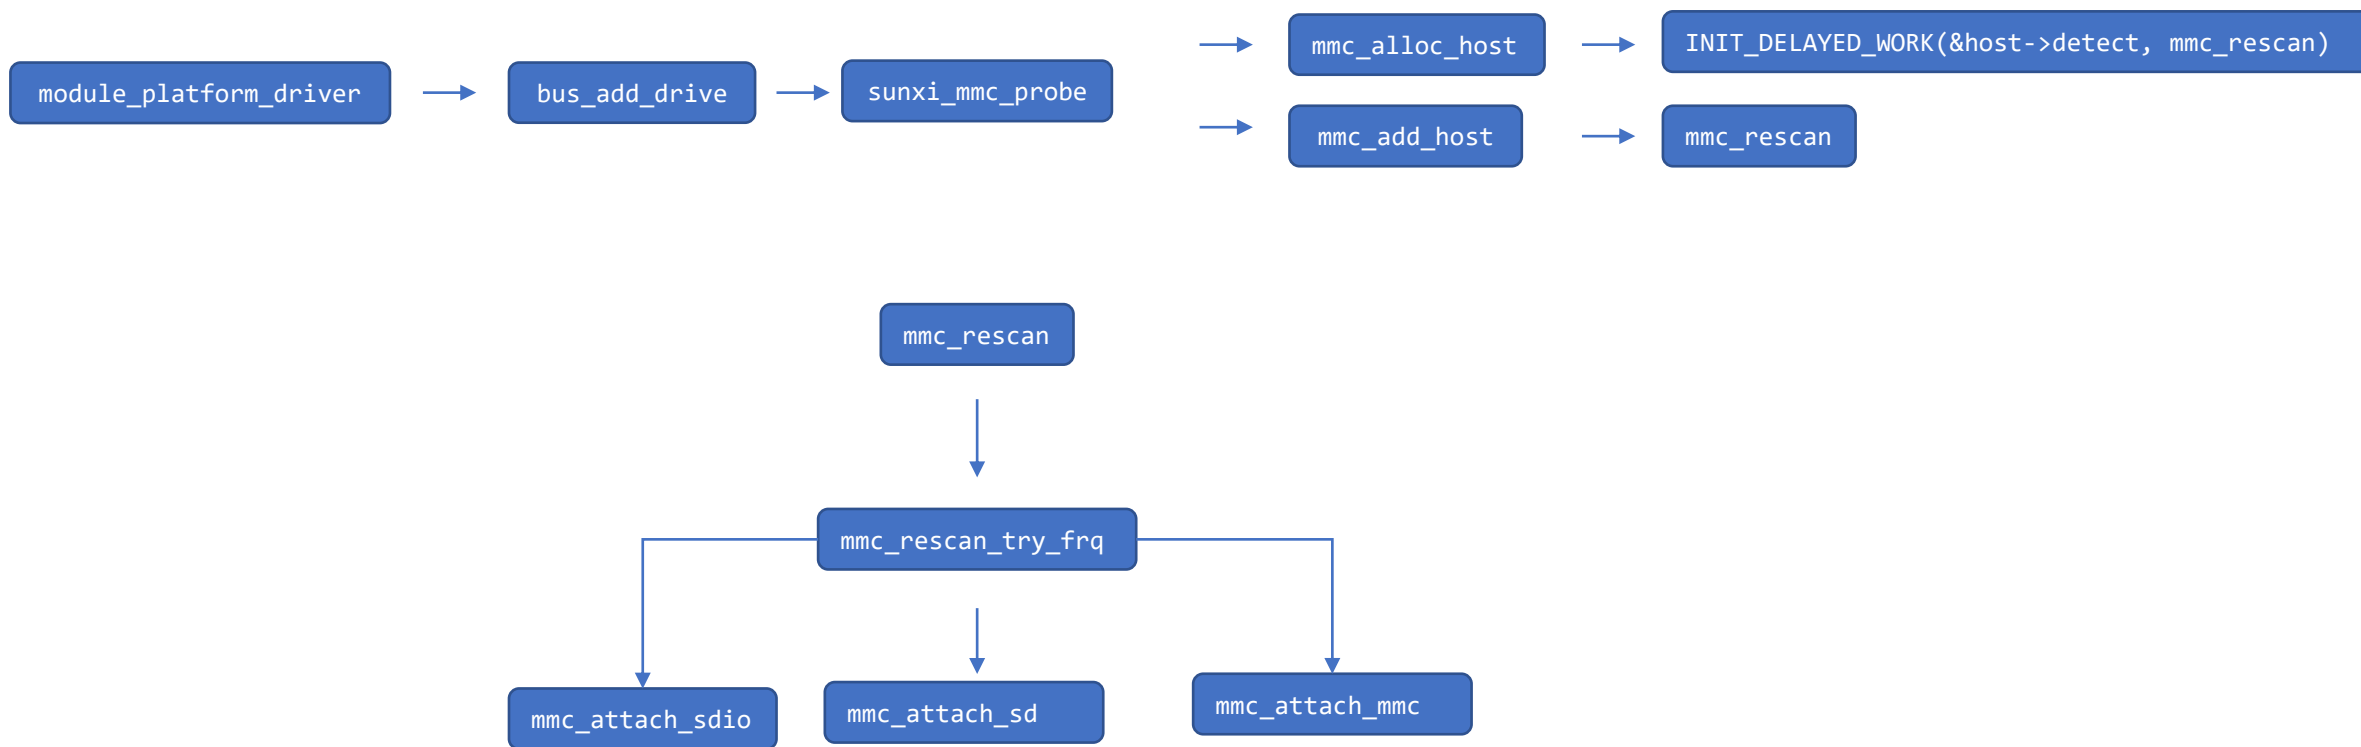 module_platform_driver
bus_add_drive
sunxi_mmc_probe
mmc_alloc_host
INIT_DELAYED_WORK(&host->detect, mmc_rescan)
mmc_add_host
mmc_rescan
mmc_rescan
mmc_rescan_try_frq
mmc_attach_sdio
mmc_attach_sd
mmc_attach_mmc